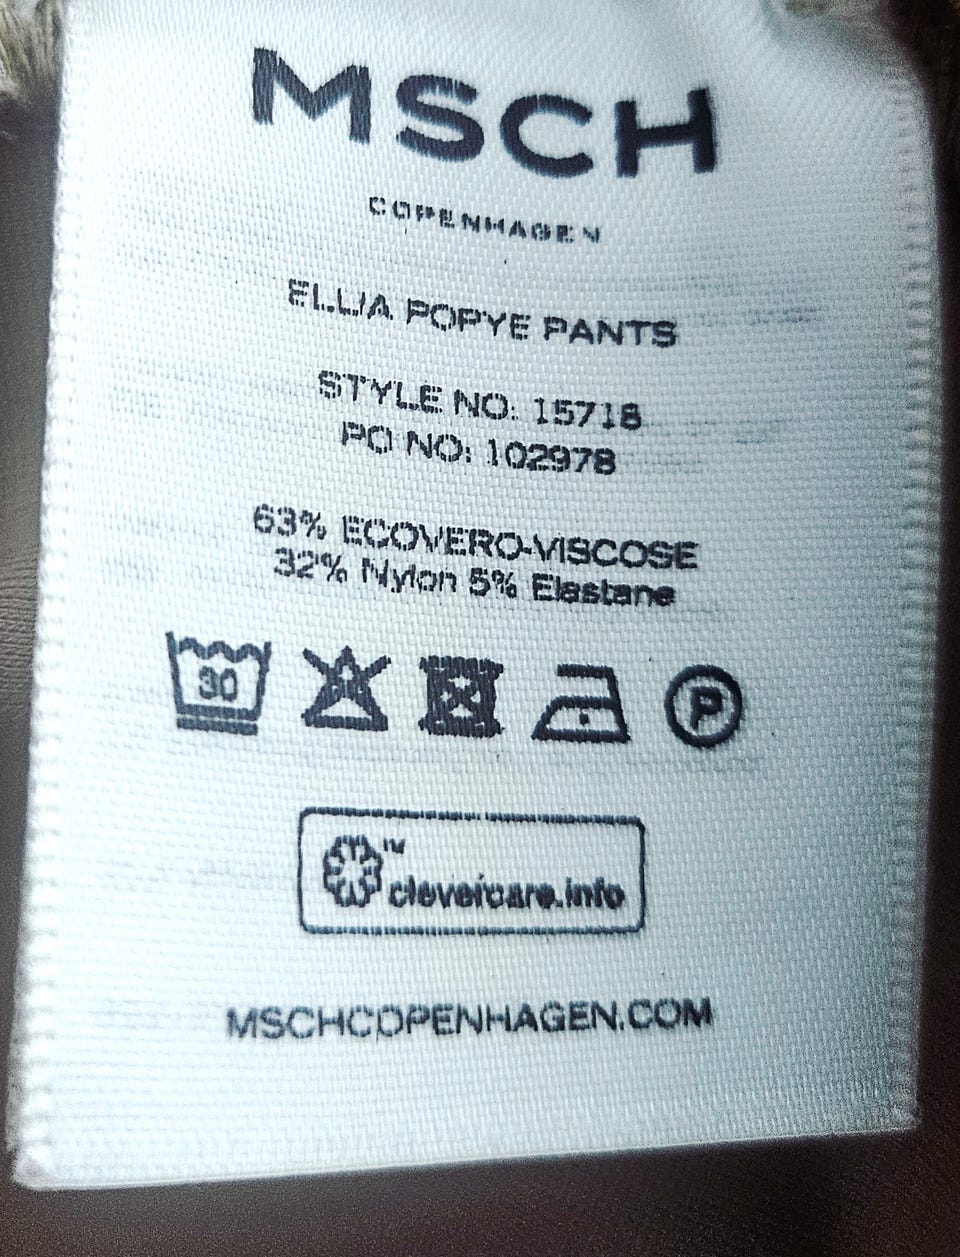 MSCH
COPENHAGEN
ELLIA POPYE PANTS
STYLE NO: 15718
PO NO: 102978
63% ECOVERO-VISCOSE
32% Nylon 5% Elastane
30 P
™
clevercare.info
MSCHCOPENHAGEN.COM